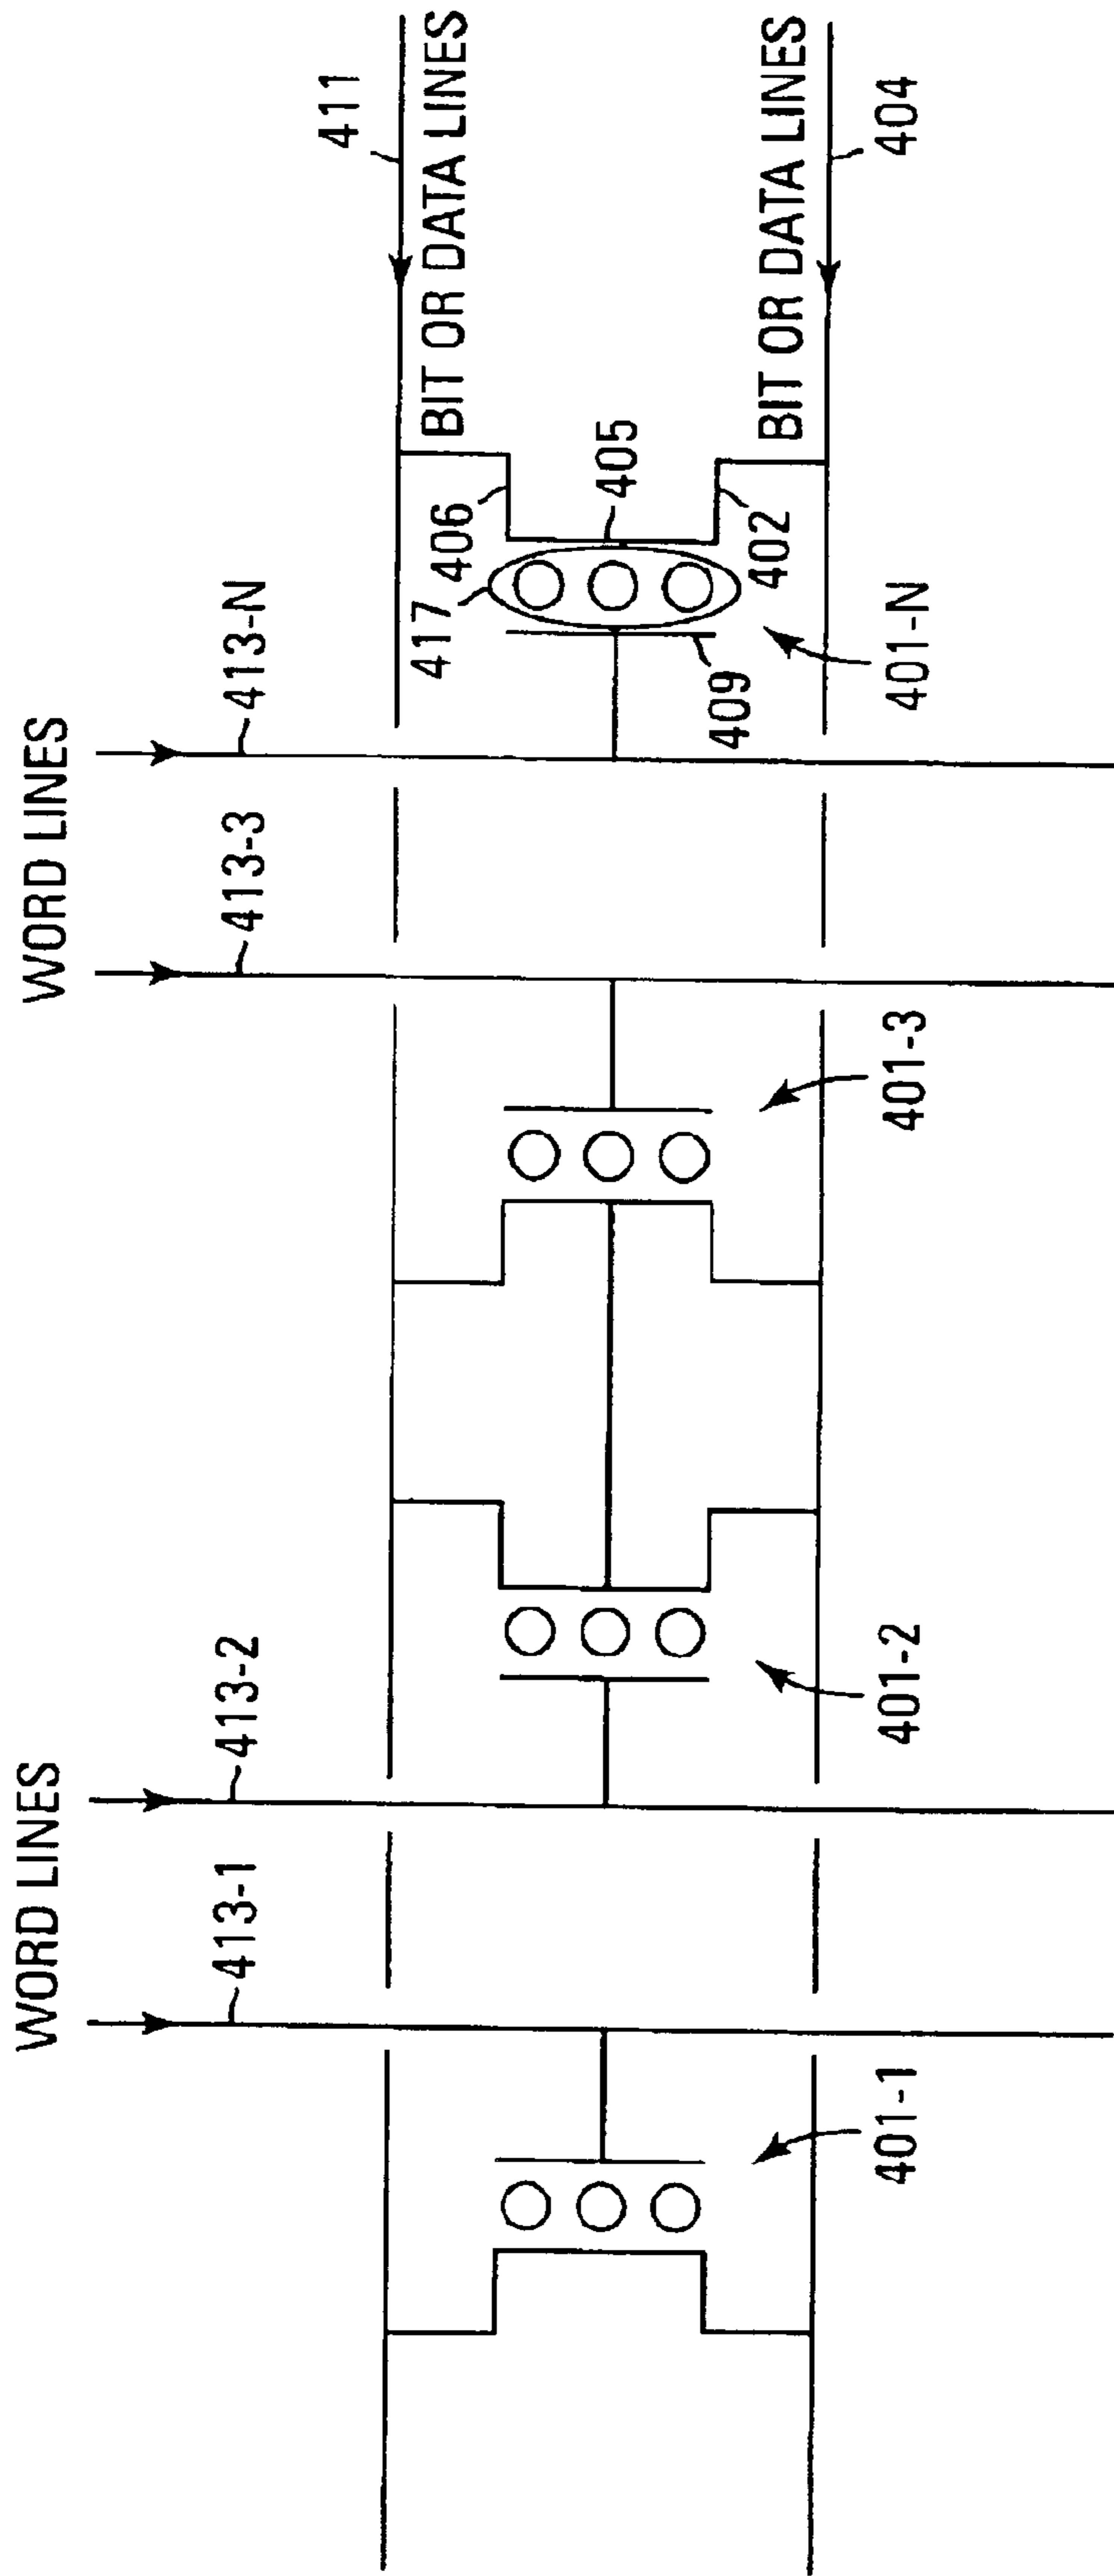 WORD LINES
WORD LINES
413-1
413-2
413-3
413-N
411
BIT OR DATA LINES
417
406
405
BIT OR DATA LINES
409
402
404
401-1
401-2
401-3
401-N